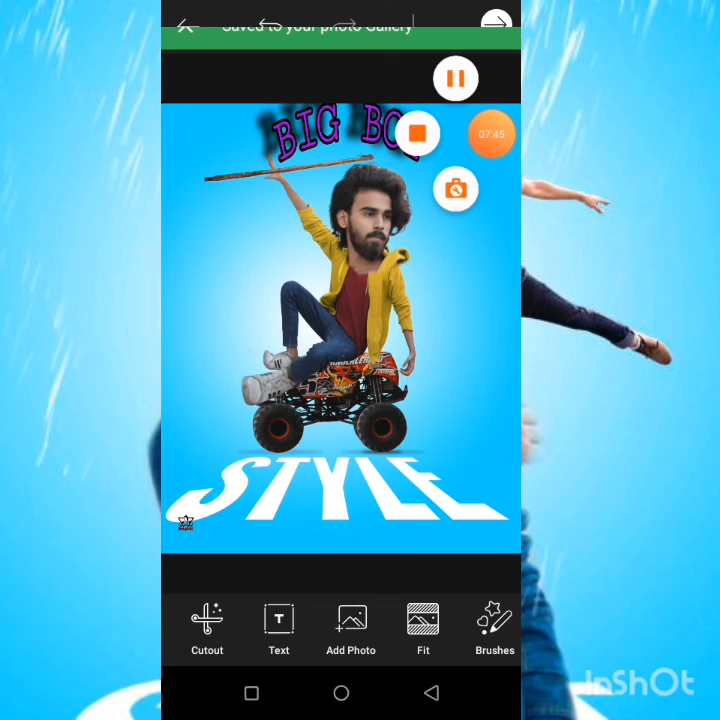 Saved to your photo Gallery
BIG BO
07:45
STYLE
Cutout
Text
Add Photo
Fit
Brushes
InShOt